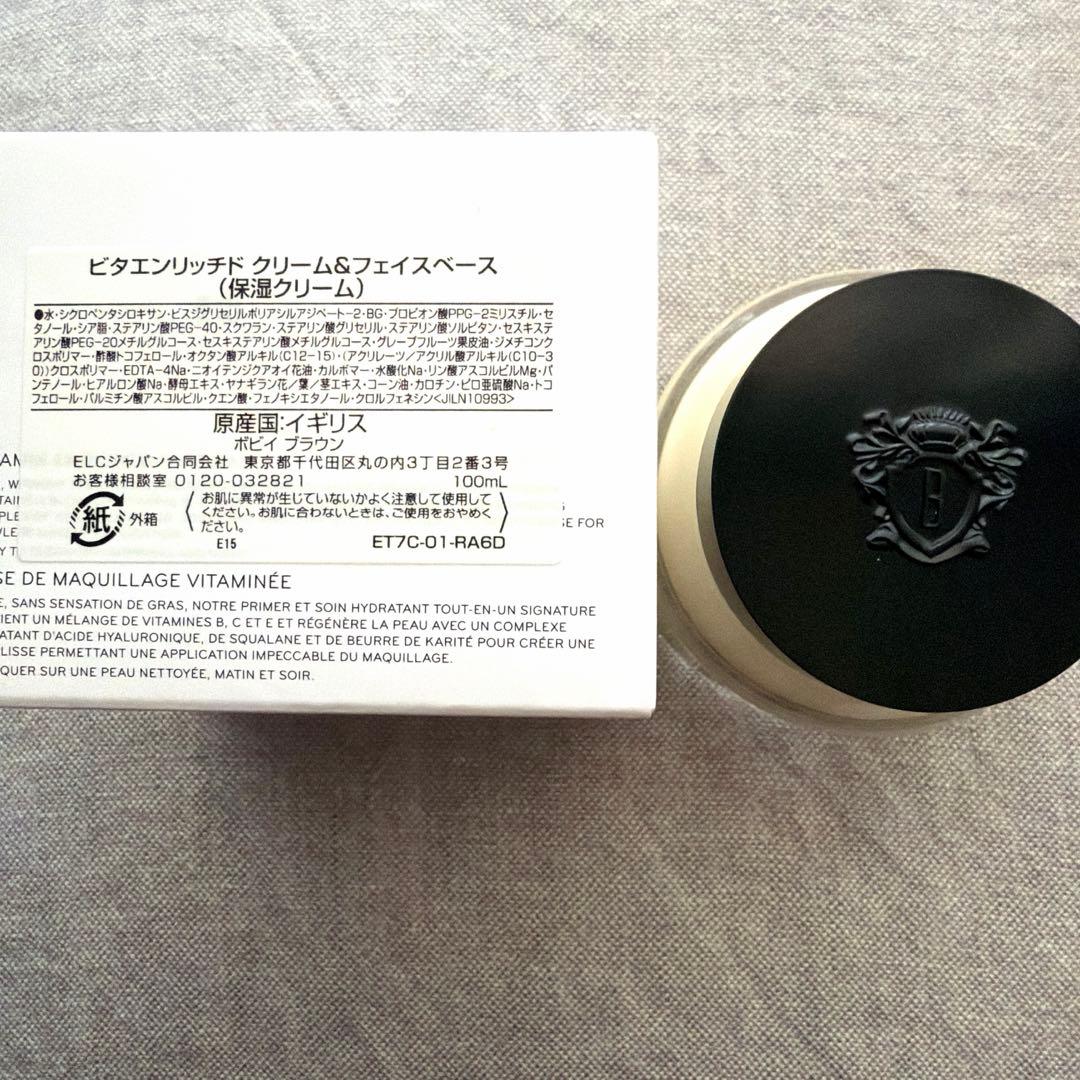 ビタエンリッチド クリーム&フェイスベース
（保湿クリーム）
●水・シクロペンタシロキサン・ビスジグリセリルポリアシルアジペート-2・BG・プロピオン酸PPG-2ミリスチル・セ
タノール・シア脂・ステアリン酸PEG-40・スクワラン・ステアリン酸グリセリル・ステアリン酸ソルビタン・セスキステ
アリン酸PEG-20メチルグルコース・セスキステアリン酸メチルグルコース・グレープフルーツ果皮油・ジメチコンク
ロスポリマー・酢酸トコフェロール・オクタン酸アルキル(C12-15)・(アクリレーツ/アクリル酸アルキル(C10-3
0))クロスポリマー・EDTA-4Na・ニオイテンジクアオイ花油・カルボマー・水酸化Na・リン酸アスコルビルMg・パ
ンテノール・ヒアルロン酸Na・酵母エキス・ヤナギラン花/葉/茎エキス・コーン油・カロチン・ピロ亜硫酸Na・トコ
フェロール・パルミチン酸アスコルビル・クエン酸・フェノキシエタノール・クロルフェネシン<JILN10993>
原産国:イギリス
ボビイ ブラウン
ELCジャパン合同会社 東京都千代田区丸の内3丁目2番3号
お客様相談室 0120-032821 100mL
紙 外箱 〈お肌に異常が生じていないかよく注意して使用して
ください。お肌に合わないときは、ご使用をおやめく
ださい。〉
E15 ET7C-01-RA6D
SE FOR
SE DE MAQUILLAGE VITAMINÉE
E, SANS SENSATION DE GRAS, NOTRE PRIMER ET SOIN HYDRATANT TOUT-EN-UN SIGNATURE
IENT UN MÉLANGE DE VITAMINES B, C ET E ET RÉGÉNÈRE LA PEAU AVEC UN COMPLEXE
RATANT D'ACIDE HYALURONIQUE, DE SQUALANE ET DE BEURRE DE KARITÉ POUR CRÉER UNE
LISSE PERMETTANT UNE APPLICATION IMPECCABLE DU MAQUILLAGE.
QUER SUR UNE PEAU NETTOYÉE, MATIN ET SOIR.
B